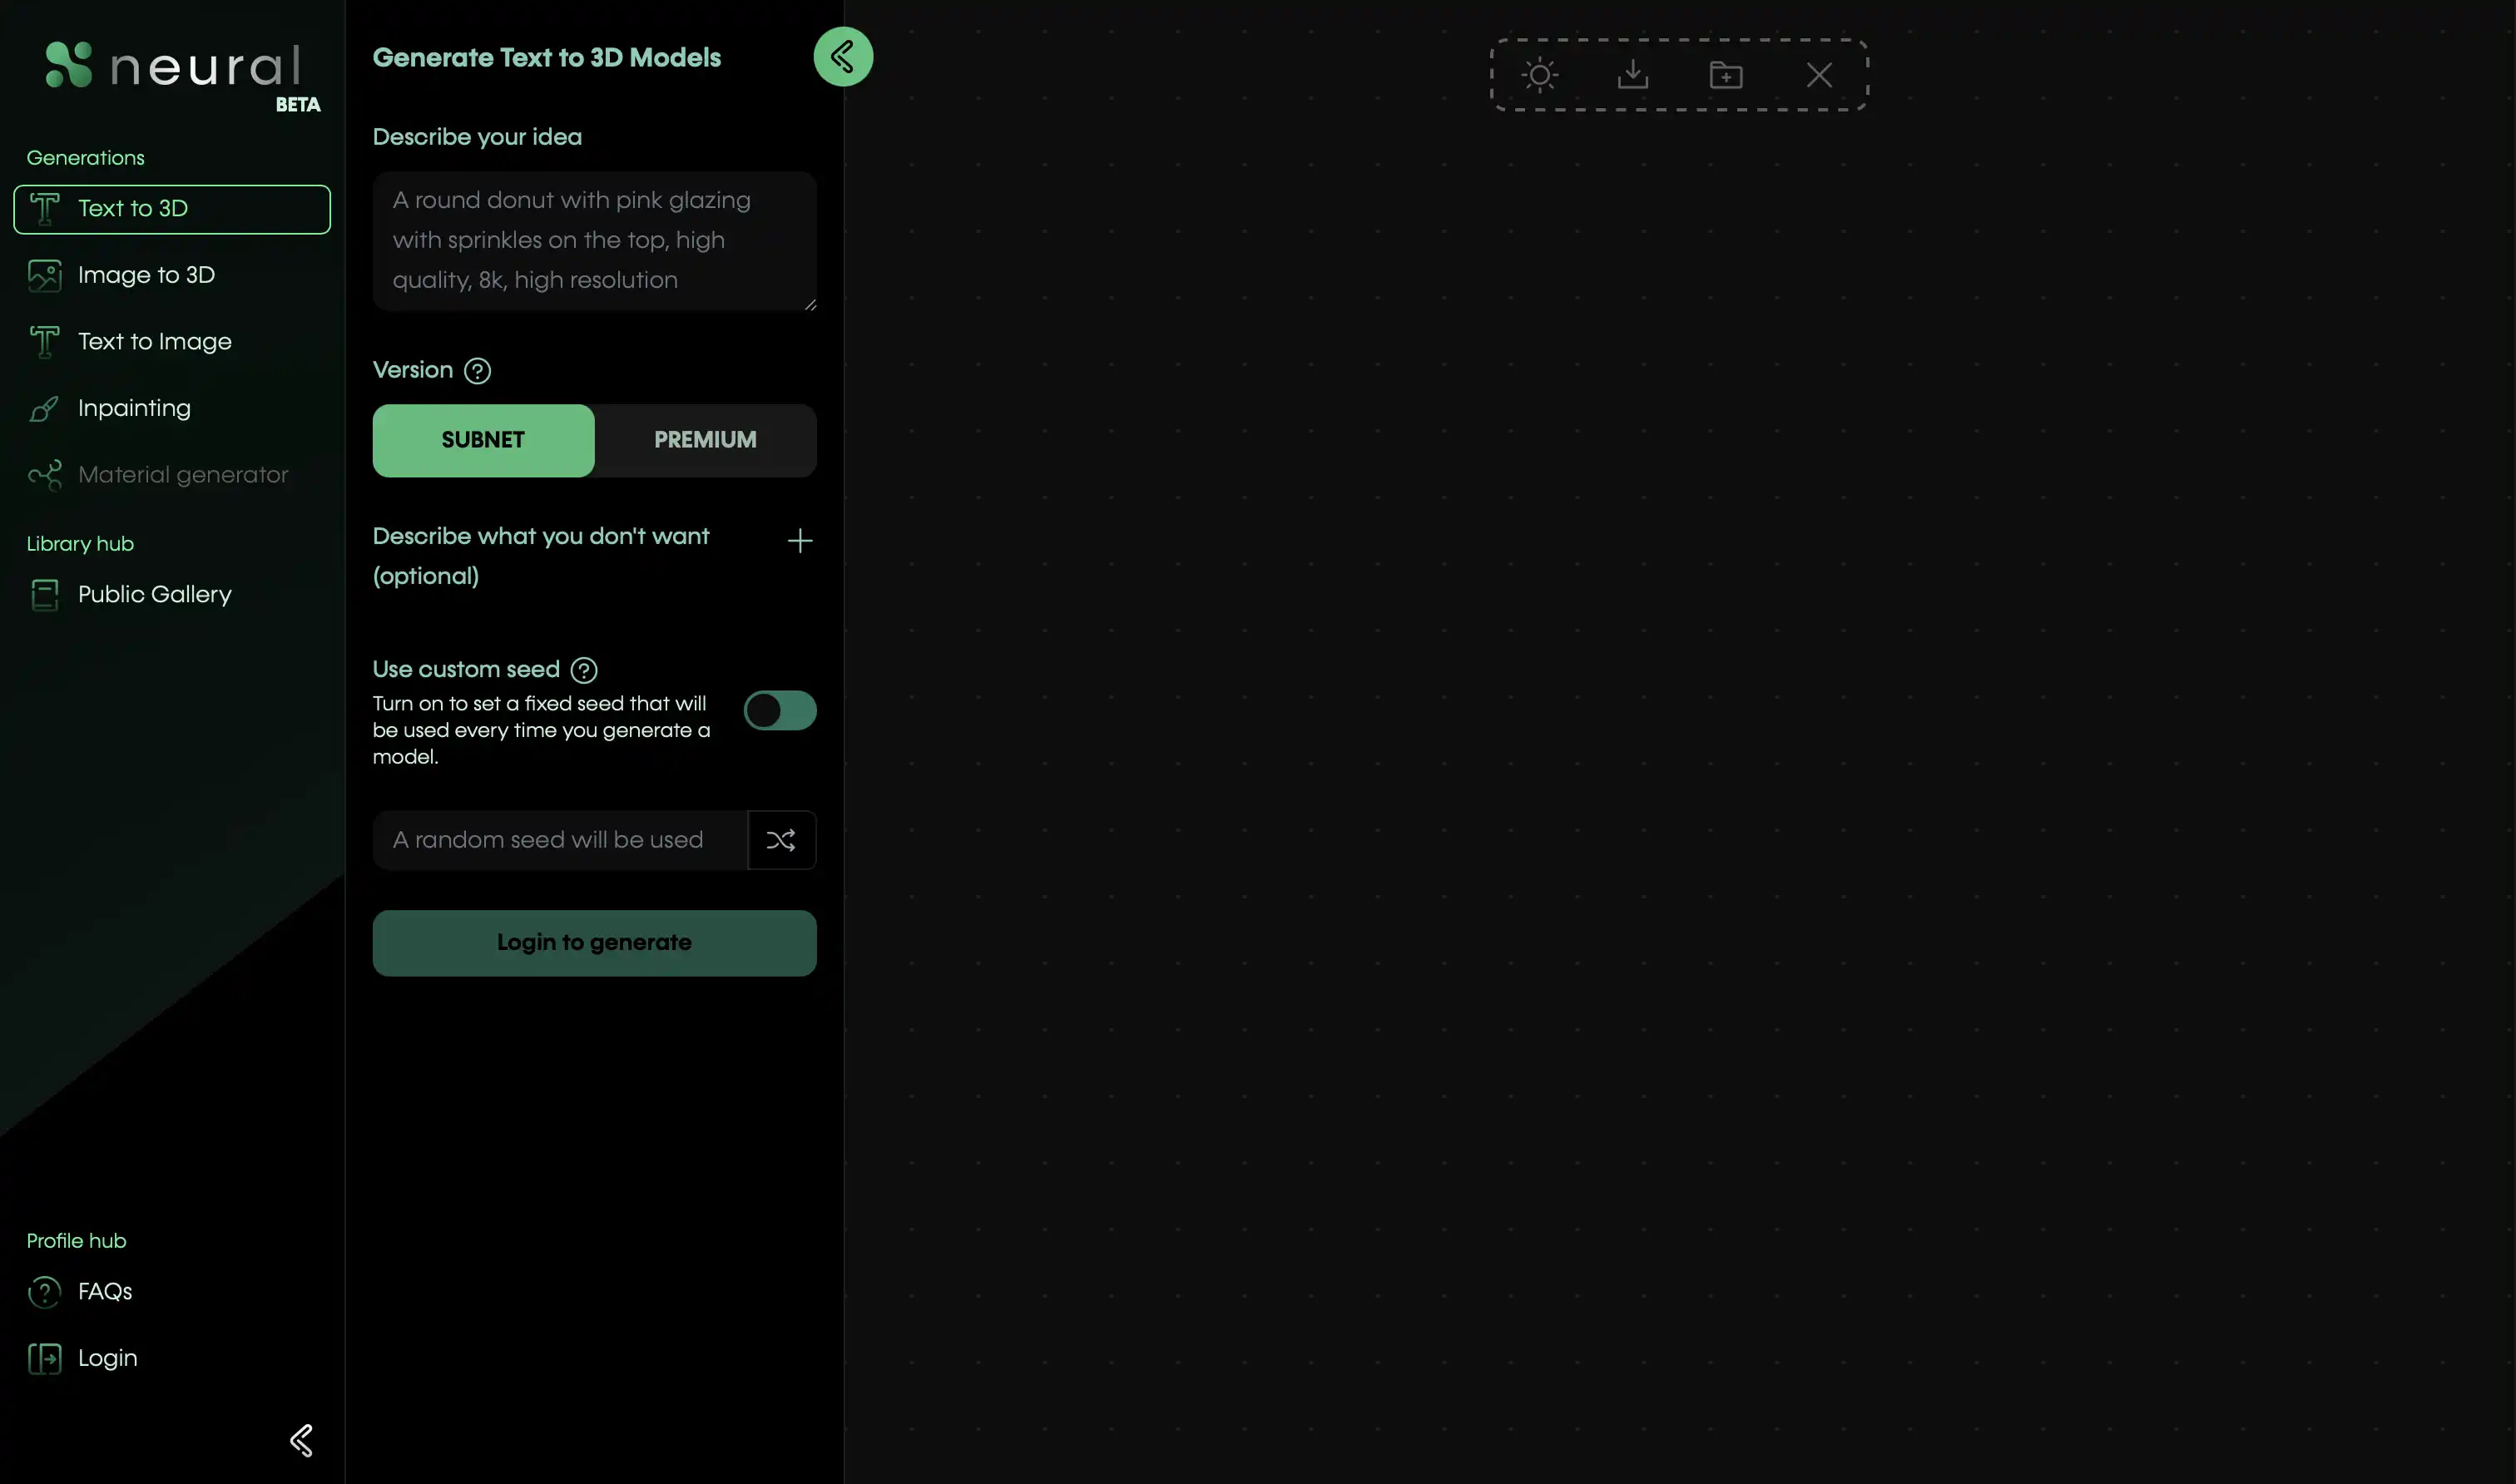 neural
BETA
Generations
Text to 3D
Image to 3D
Text to Image
Inpainting
Material generator
Library hub
Public Gallery
Profile hub
FAQs
Login
Generate Text to 3D Models
Describe your idea
A round donut with pink glazing
with sprinkles on the top, high
quality, 8k, high resolution
Version
SUBNET
PREMIUM
Describe what you don't want
(optional)
Use custom seed
Turn on to set a fixed seed that will
be used every time you generate a
model.
A random seed will be used
Login to generate